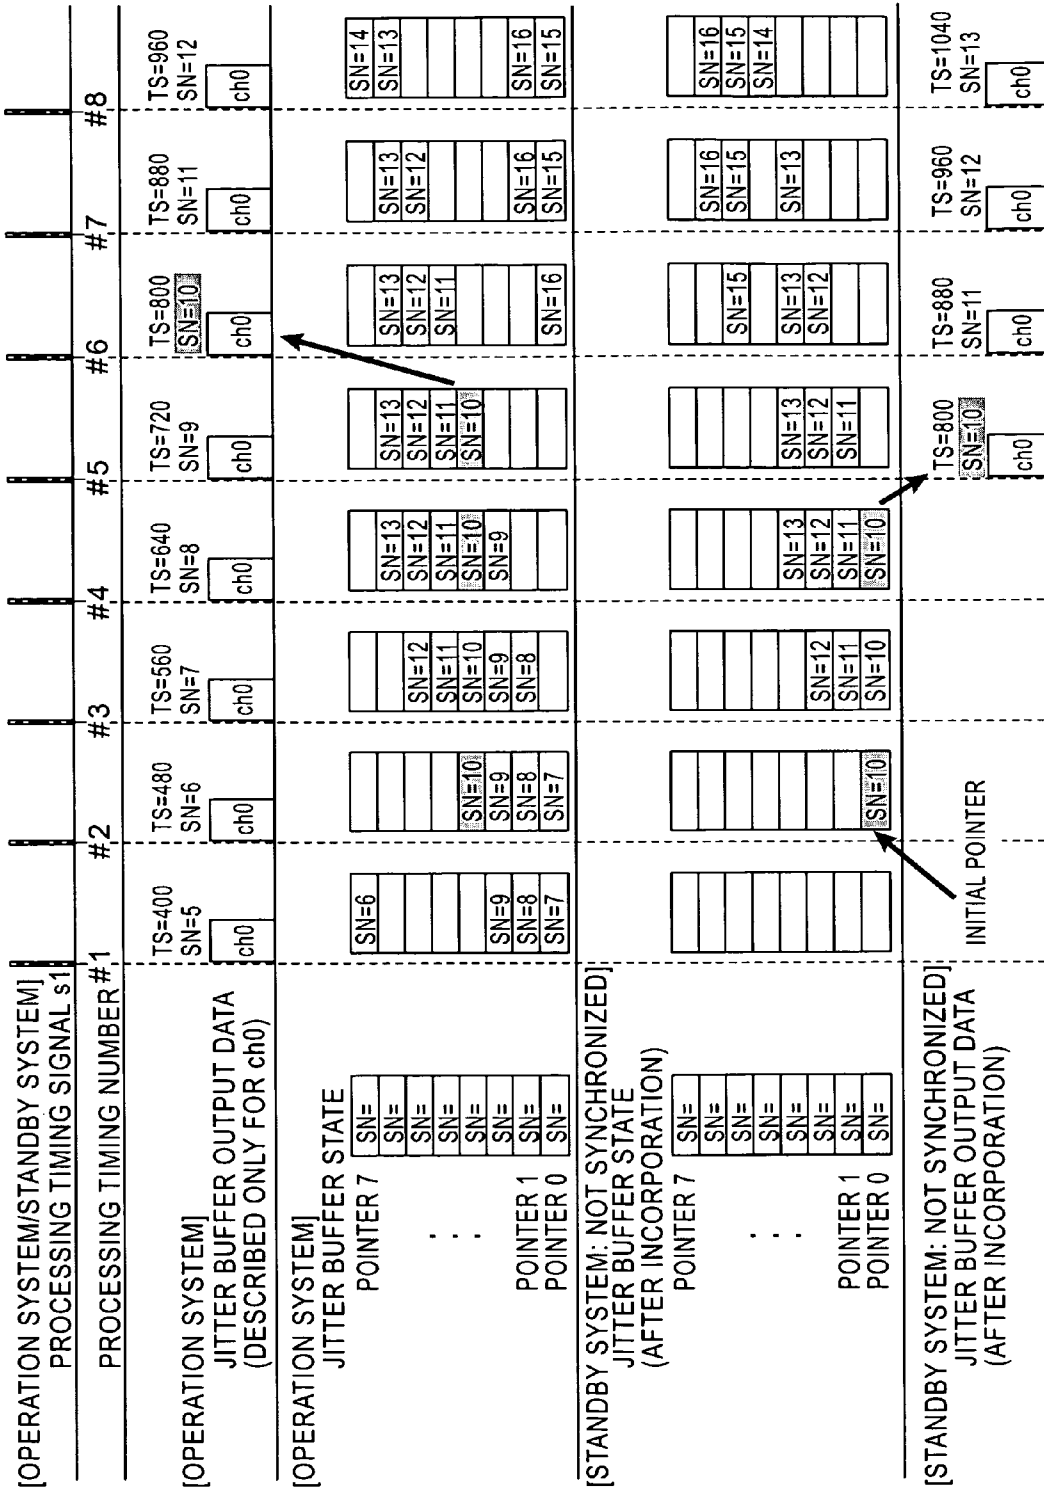 [OPERATION SYSTEM/STANDBY SYSTEM]
PROCESSING TIMING SIGNAL s1
PROCESSING TIMING NUMBER
#1
#2
#3
#4
#5
#6
#7
#8
[OPERATION SYSTEM]
JITTER BUFFER OUTPUT DATA
(DESCRIBED ONLY FOR ch0)
TS=400
SN=5
ch0
TS=480
SN=6
ch0
TS=560
SN=7
ch0
TS=640
SN=8
ch0
TS=720
SN=9
ch0
TS=800
SN=10
ch0
TS=880
SN=11
ch0
TS=960
SN=12
ch0
[OPERATION SYSTEM]
JITTER BUFFER STATE
POINTER 7
. . .
POINTER 1
POINTER 0
SN=
SN=
SN=
SN=
SN=
SN=
SN=
SN=
SN=6
SN=9
SN=8
SN=7
SN=10
SN=9
SN=8
SN=7
SN=12
SN=11
SN=10
SN=9
SN=8
SN=13
SN=12
SN=11
SN=10
SN=9
SN=13
SN=12
SN=11
SN=10
SN=13
SN=12
SN=11
SN=16
SN=13
SN=12
SN=16
SN=15
SN=14
SN=13
SN=16
SN=15
[STANDBY SYSTEM: NOT SYNCHRONIZED]
JITTER BUFFER STATE
(AFTER INCORPORATION)
POINTER 7
. . .
POINTER 1
POINTER 0
SN=
SN=
SN=
SN=
SN=
SN=
SN=
SN=
SN=10
INITIAL POINTER
SN=12
SN=11
SN=10
SN=13
SN=12
SN=11
SN=10
SN=13
SN=12
SN=11
SN=15
SN=13
SN=12
SN=16
SN=15
SN=13
SN=16
SN=15
SN=14
[STANDBY SYSTEM: NOT SYNCHRONIZED]
JITTER BUFFER OUTPUT DATA
(AFTER INCORPORATION)
TS=800
SN=10
ch0
TS=880
SN=11
ch0
TS=960
SN=12
ch0
TS=1040
SN=13
ch0